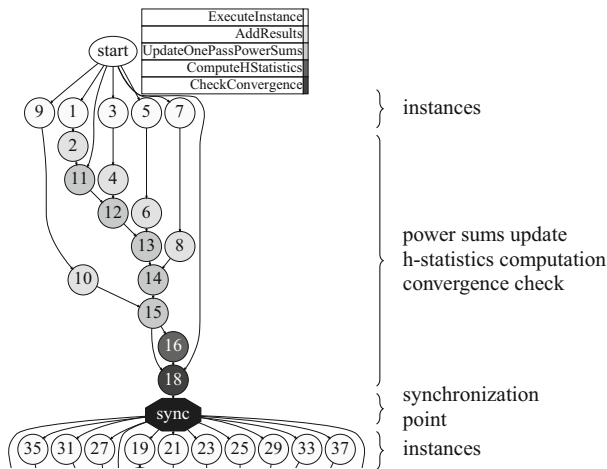 ExecuteInstance
AddResults
UpdateOnePassPowerSums
ComputeHStatistics
CheckConvergence
start
9 1 3 5 7
instances
2
11 4
12 6
13 8
10 14
15
16
18
power sums update
h-statistics computation
convergence check
sync
synchronization
point
35 31 27 19 21 23 25 29 33 37
instances